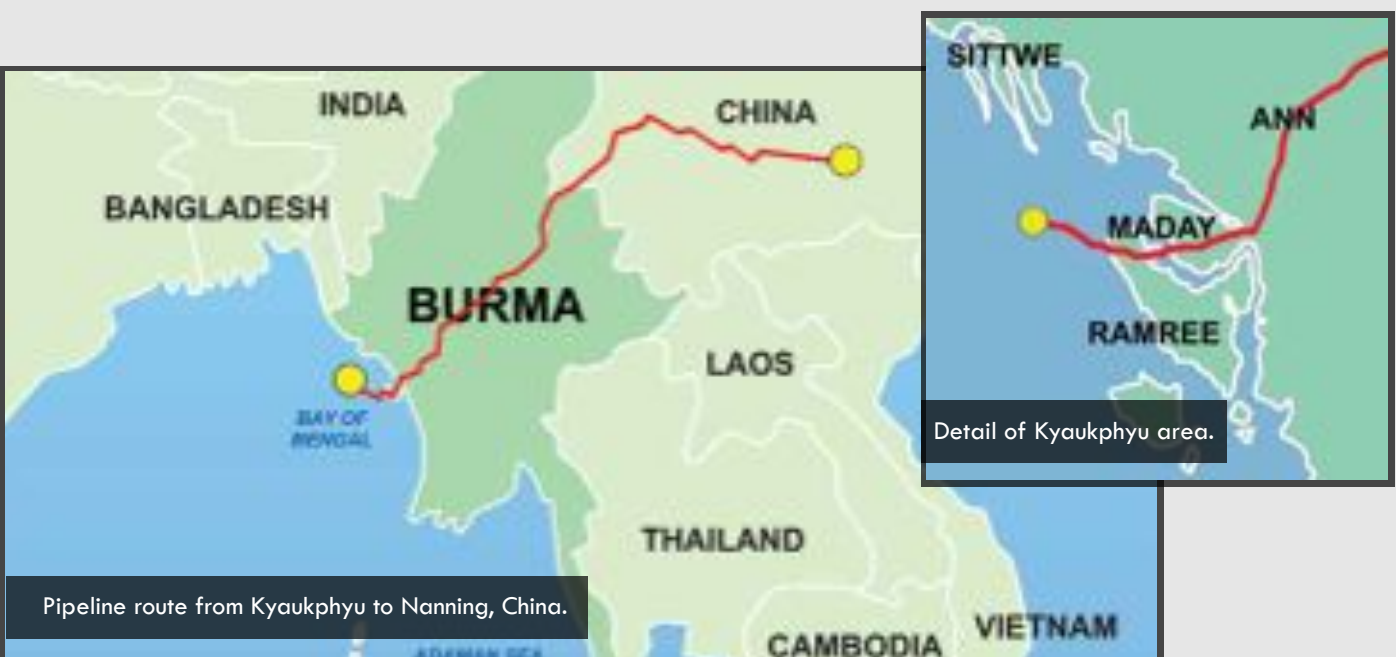 SITTWE
INDIA
CHINA
ANN
BANGLADESH
MADAY
BURMA
RAMREE
LAOS
BAY OF
BENGAL
Detail of Kyaukphyu area.
THAILAND
Pipeline route from Kyaukphyu to Nanning, China.
VIETNAM
CAMBODIA